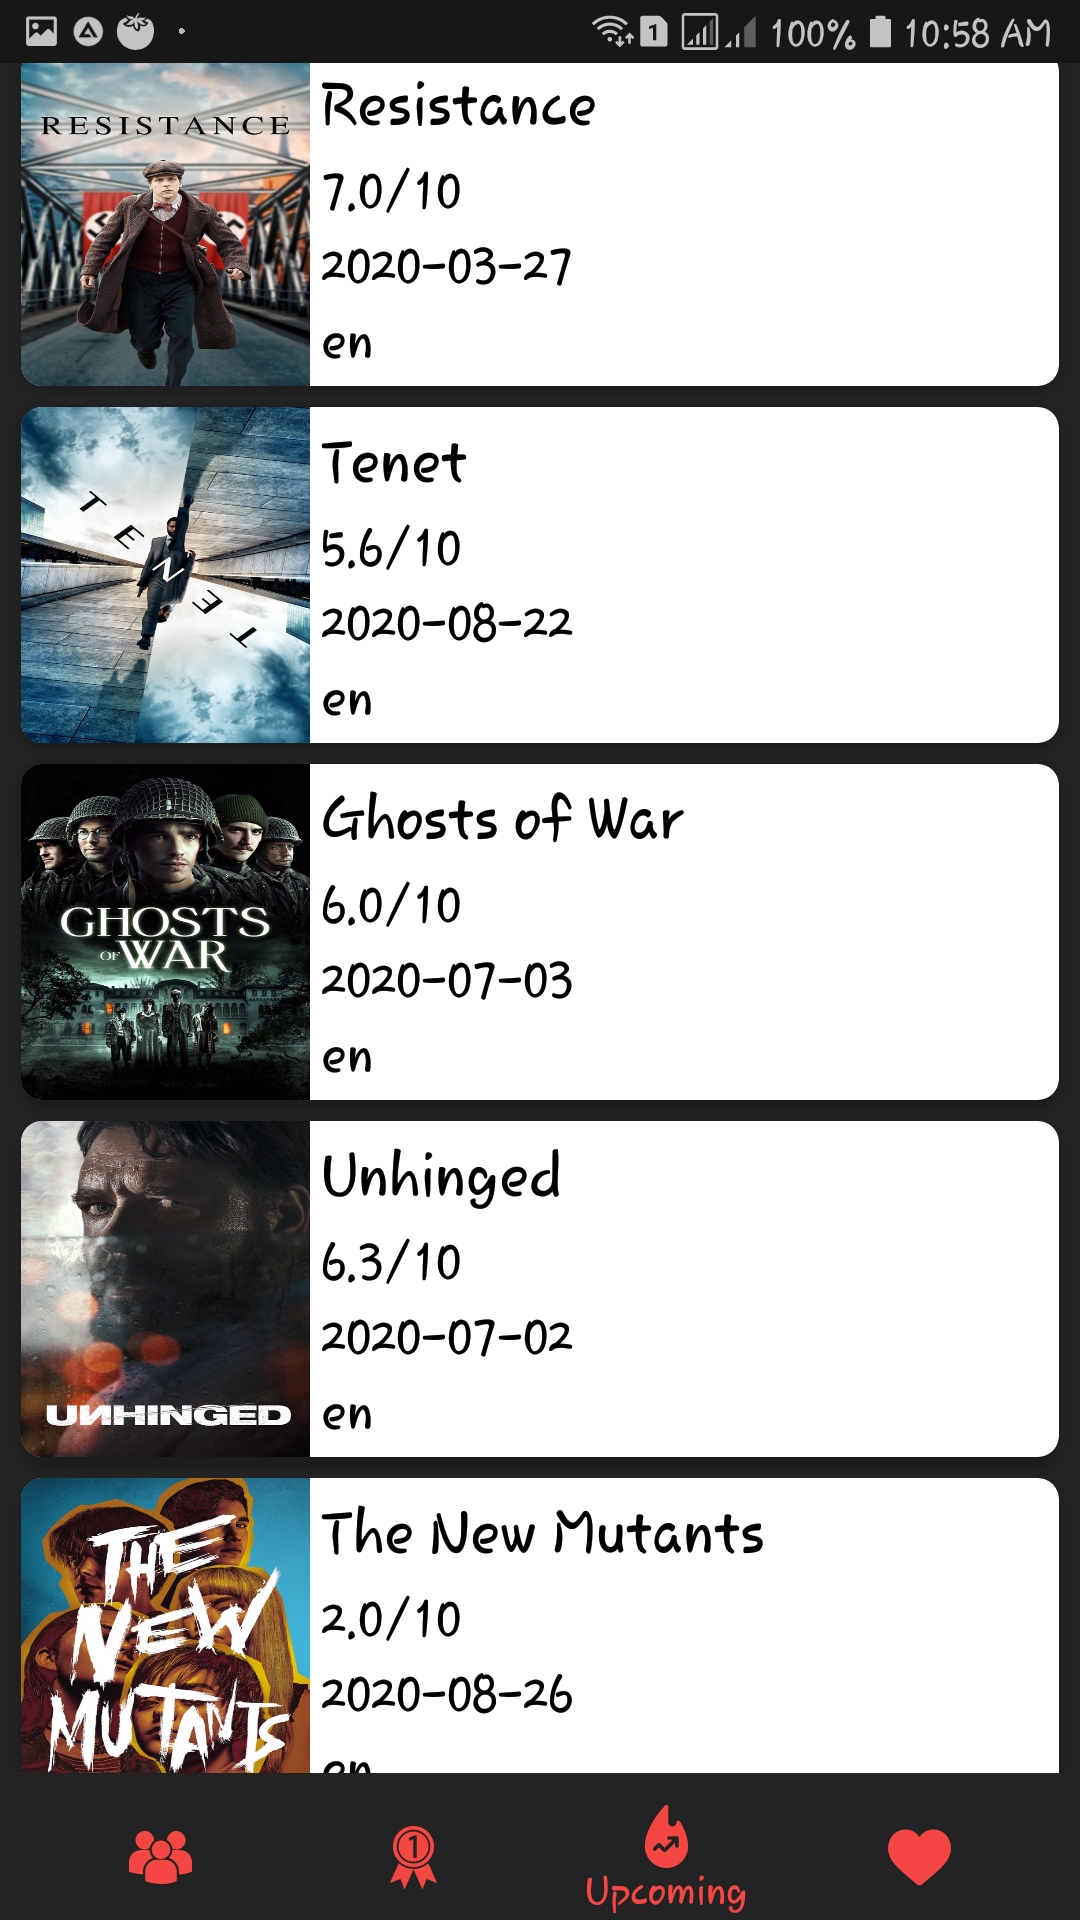 1 100% 10:58 AM
RESISTANCE
Resistance
7.0/10
2020-03-27
en
TENET
Tenet
5.6/10
2020-08-22
en
GHOSTS
OF WAR
Ghosts of War
6.0/10
2020-07-03
en
UNHINGED
Unhinged
6.3/10
2020-07-02
en
THE
NEW
MUTANTS
The New Mutants
2.0/10
2020-08-26
en
1
Upcoming